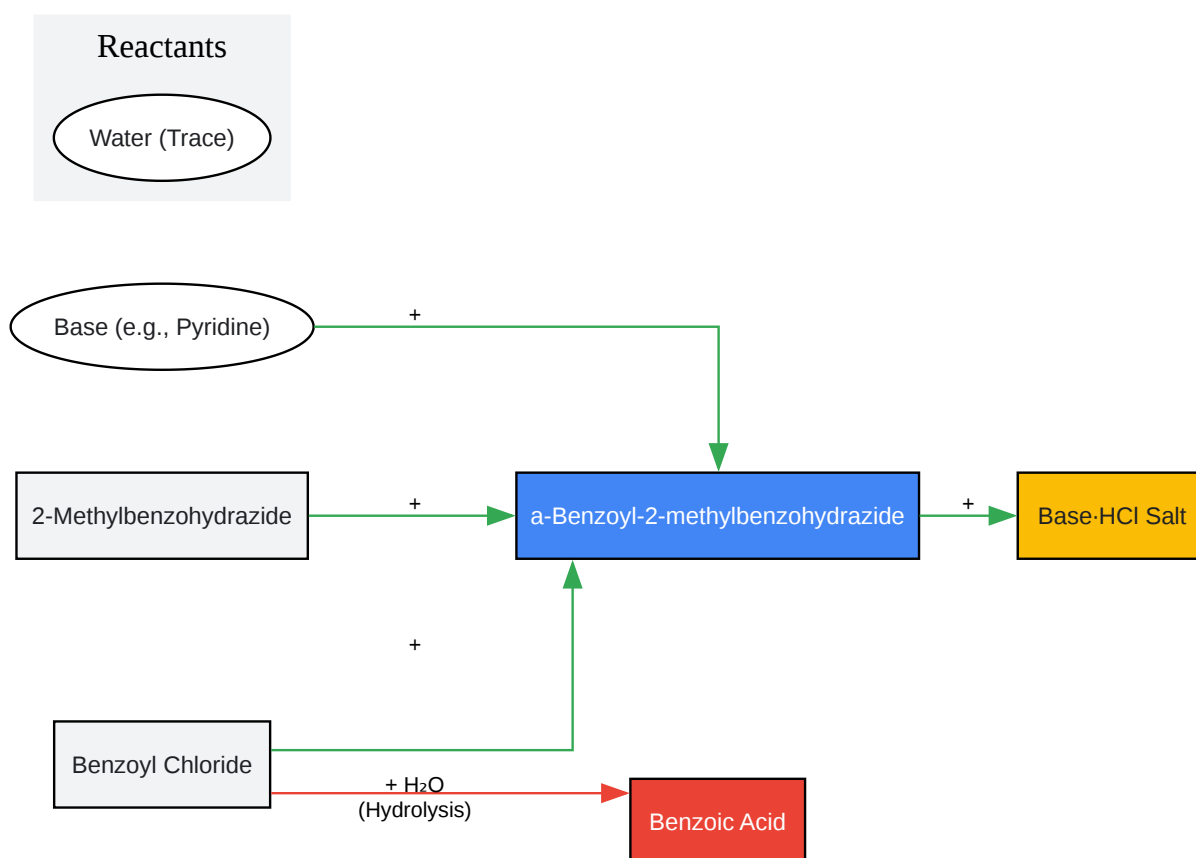 Reactants
Water (Trace)
Base (e.g., Pyridine)
+
2-Methylbenzohydrazide
+
a-Benzoyl-2-methylbenzohydrazide
+
Base·HCl Salt
+
Benzoyl Chloride
+ H₂O
(Hydrolysis)
Benzoic Acid